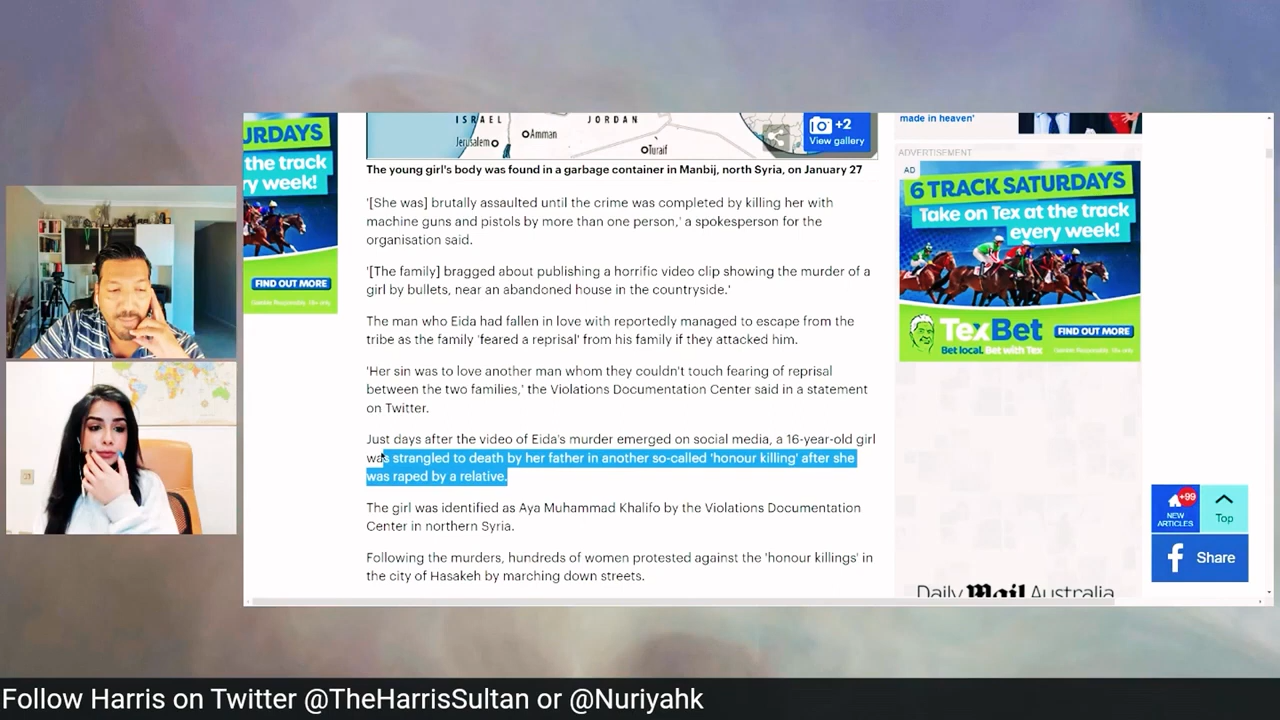 ISRAEL
JORDAN
Amman
Jerusalem
Turaif
+2
View gallery
made in heaven'
The young girl's body was found in a garbage container in Manbij, north Syria, on January 27
ADVERTISEMENT
URDAYS
the track
ry week!
FIND OUT MORE
AD
6 TRACK SATURDAYS
Take on Tex at the track
every week!
TexBet
Bet local. Bet with Tex
FIND OUT MORE
'[She was] brutally assaulted until the crime was completed by killing her with
machine guns and pistols by more than one person,' a spokesperson for the
organisation said.
'[The family] bragged about publishing a horrific video clip showing the murder of a
girl by bullets, near an abandoned house in the countryside.'
The man who Eida had fallen in love with reportedly managed to escape from the
tribe as the family 'feared a reprisal' from his family if they attacked him.
'Her sin was to love another man whom they couldn't touch fearing of reprisal
between the two families,' the Violations Documentation Center said in a statement
on Twitter.
Just days after the video of Eida's murder emerged on social media, a 16-year-old girl
was strangled to death by her father in another so-called 'honour killing' after she
was raped by a relative.
The girl was identified as Aya Muhammad Khalifo by the Violations Documentation
Center in northern Syria.
Following the murders, hundreds of women protested against the 'honour killings' in
the city of Hasakeh by marching down streets.
+99
NEW
ARTICLES
Top
Share
Daily Mail Australia
Follow Harris on Twitter @TheHarrisSultan or @Nuriyahk